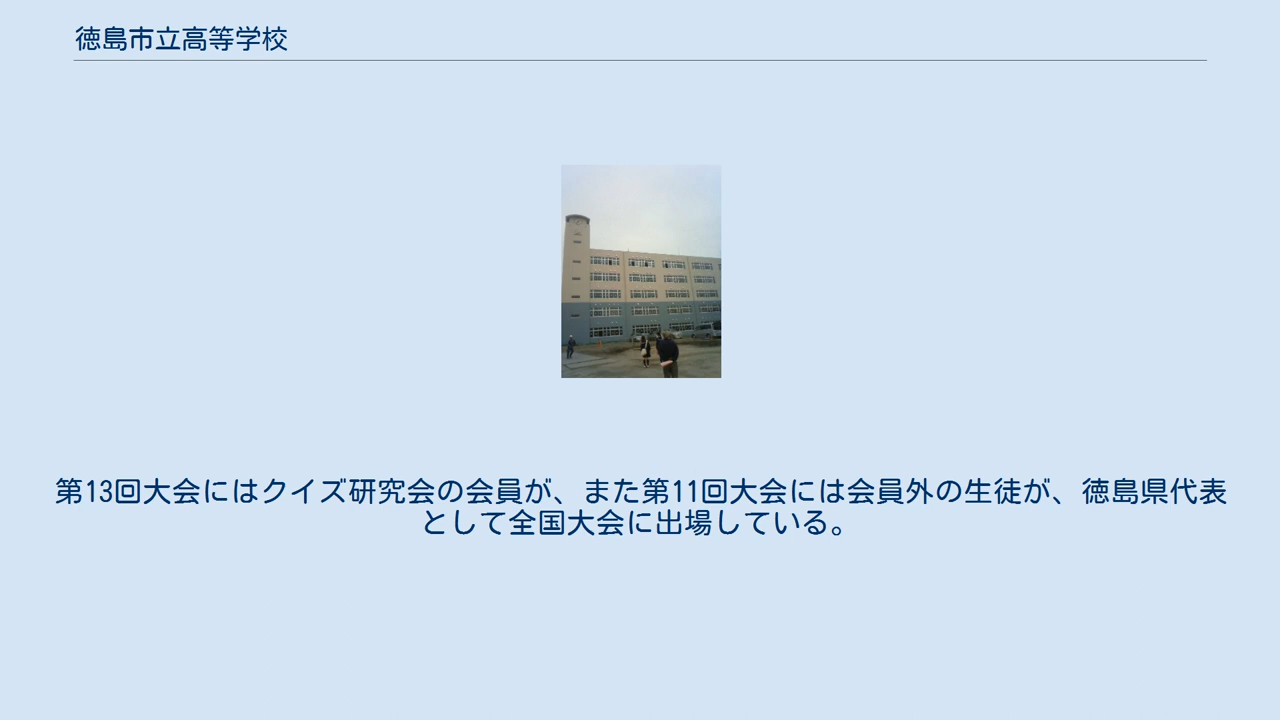 徳島市立高等学校
第13回大会にはクイズ研究会の会員が、また第11回大会には会員外の生徒が、徳島県代表
として全国大会に出場している。